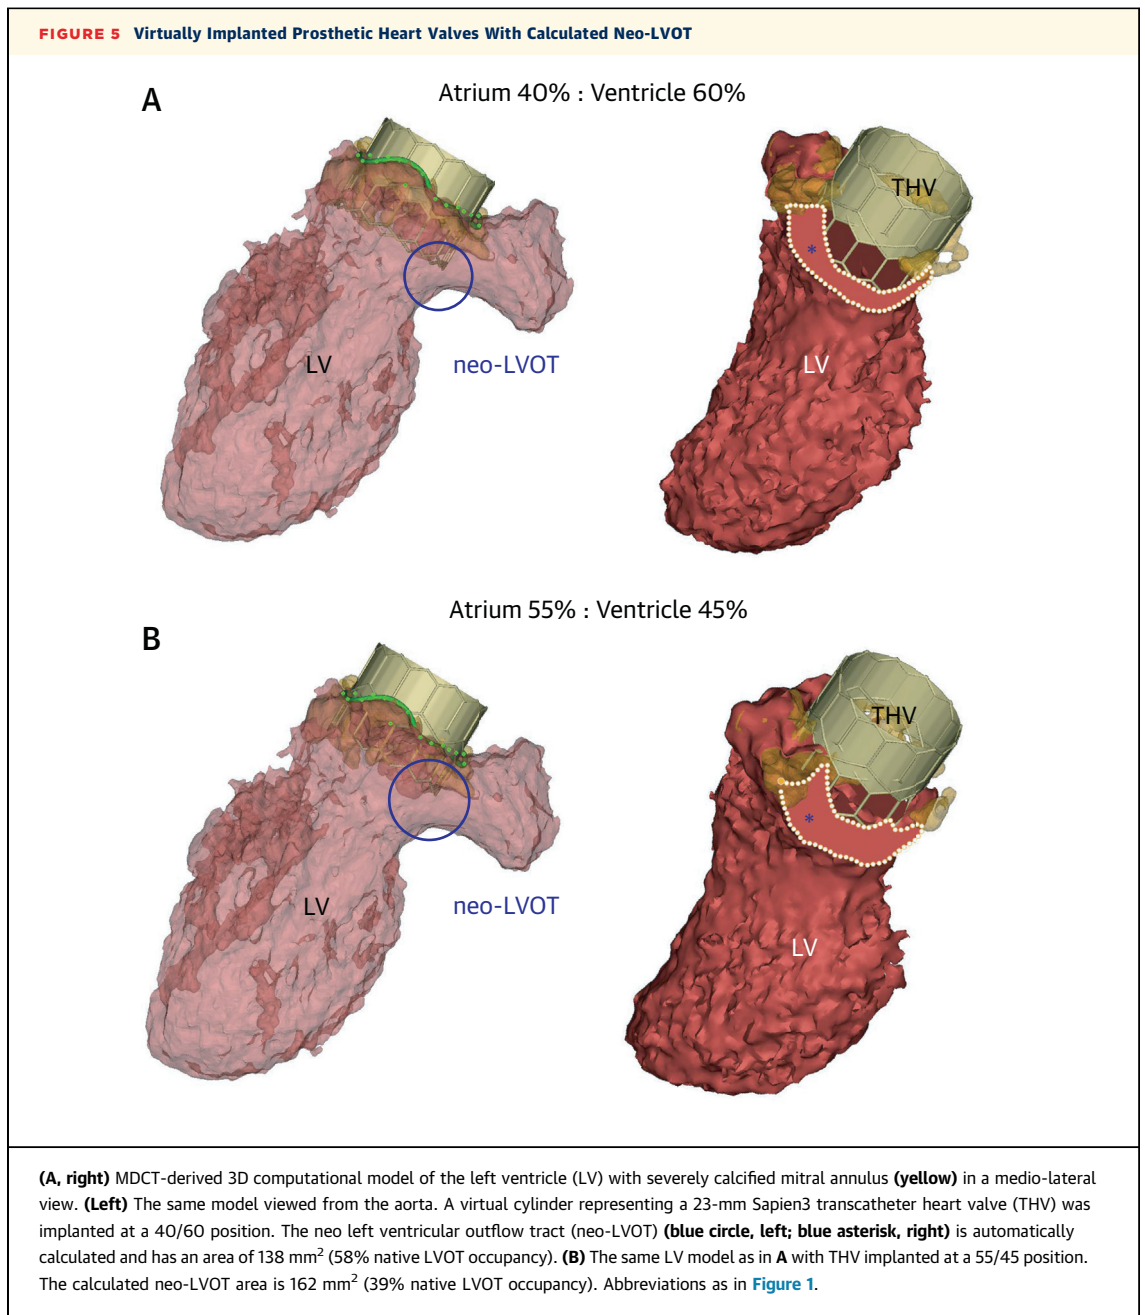 FIGURE 5 Virtually Implanted Prosthetic Heart Valves With Calculated Neo-LVOT
A
Atrium 40% : Ventricle 60%
THV
*
LV
neo-LVOT
LV
Atrium 55% : Ventricle 45%
B
THV
*
LV
neo-LVOT
LV
(A, right) MDCT-derived 3D computational model of the left ventricle (LV) with severely calcified mitral annulus (yellow) in a medio-lateral
view. (Left) The same model viewed from the aorta. A virtual cylinder representing a 23-mm Sapien3 transcatheter heart valve (THV) was
implanted at a 40/60 position. The neo left ventricular outflow tract (neo-LVOT) (blue circle, left; blue asterisk, right) is automatically
calculated and has an area of 138 mm² (58% native LVOT occupancy). (B) The same LV model as in A with THV implanted at a 55/45 position.
The calculated neo-LVOT area is 162 mm² (39% native LVOT occupancy). Abbreviations as in Figure 1.